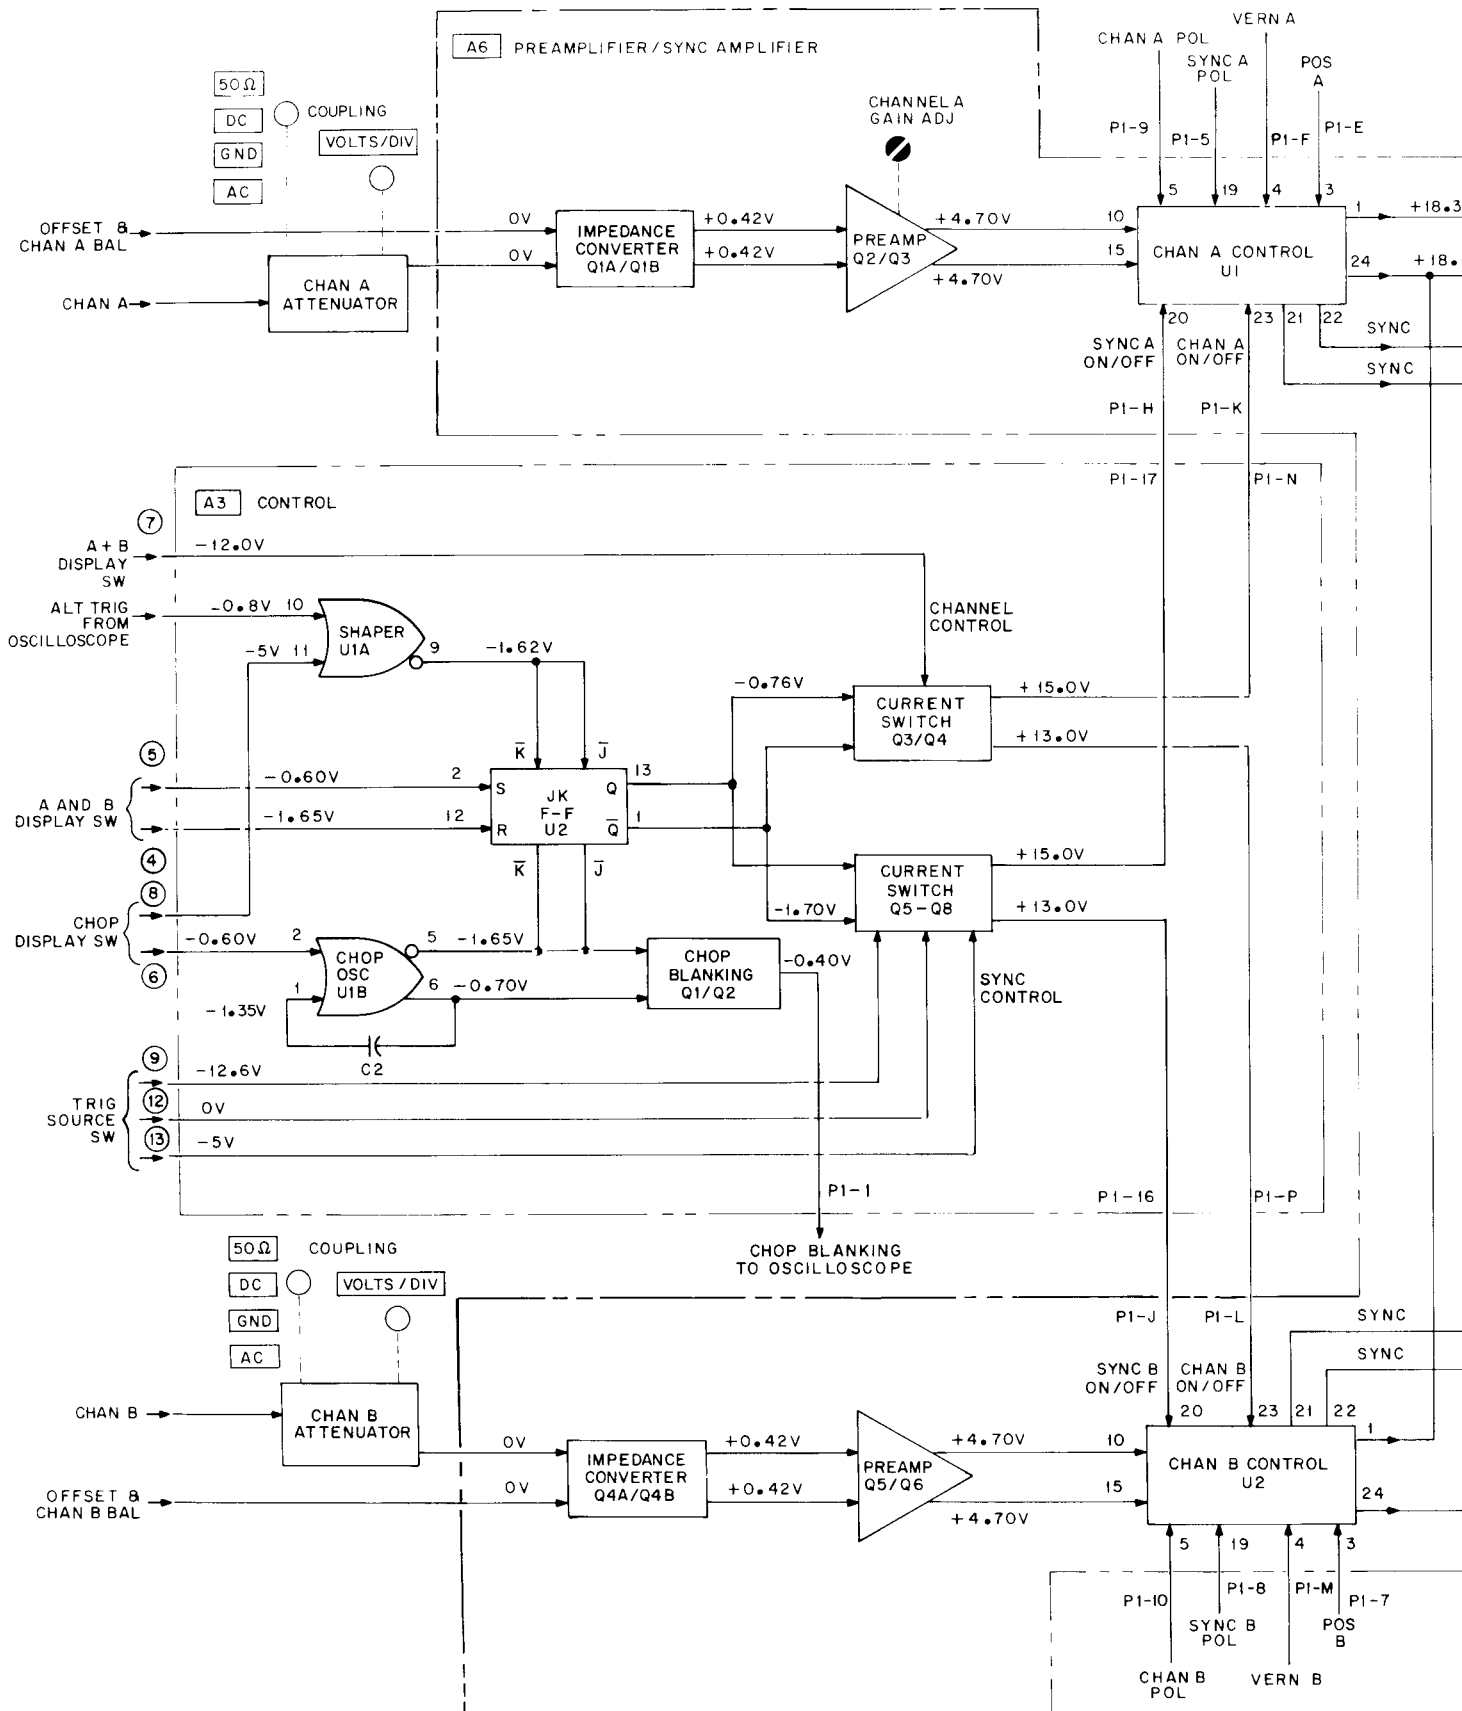 VERN A
CHAN A POL
SYNC A
POL
POS
A
A6 PREAMPLIFIER/SYNC AMPLIFIER
50Ω
DC
GND
AC
COUPLING
VOLTS/DIV
CHANNEL A
GAIN ADJ
P1-9
P1-5
P1-F
P1-E
5
19
4
3
OFFSET &
CHAN A BAL
0V
0V
IMPEDANCE
CONVERTER
Q1A/Q1B
+0.42V
+0.42V
PREAMP
Q2/Q3
+4.70V
+4.70V
10
15
CHAN A CONTROL
U1
1
+18.3
24
+18.
CHAN A
CHAN A
ATTENUATOR
20
23
21
22
SYNC
SYNC
SYNC A
ON/OFF
CHAN A
ON/OFF
P1-H
P1-K
P1-17
P1-N
A3 CONTROL
7
A+B
DISPLAY
SW
-12.0V
ALT TRIG
FROM
OSCILLOSCOPE
-0.8V
10
-5V
11
SHAPER
U1A
9
-1.62V
CHANNEL
CONTROL
-0.76V
CURRENT
SWITCH
Q3/Q4
+15.0V
+13.0V
K̅
J̅
5
A AND B
DISPLAY SW
-0.60V
2
-1.65V
12
S
R
JK
F-F
U2
Q
Q̅
13
1
K̅
J̅
4
8
CHOP
DISPLAY SW
6
-0.60V
2
1
-1.35V
CHOP
OSC
U1B
5
-1.65V
6
-0.70V
C2
CHOP
BLANKING
Q1/Q2
-0.40V
-1.70V
CURRENT
SWITCH
Q5-Q8
+15.0V
+13.0V
SYNC
CONTROL
9
-12.6V
TRIG
SOURCE
SW
12
0V
13
-5V
P1-1
P1-16
P1-P
CHOP BLANKING
TO OSCILLOSCOPE
50Ω
DC
GND
AC
COUPLING
VOLTS/DIV
P1-J
P1-L
SYNC
SYNC
SYNC B
ON/OFF
CHAN B
ON/OFF
20
23
21
22
CHAN B
CHAN B
ATTENUATOR
0V
0V
IMPEDANCE
CONVERTER
Q4A/Q4B
+0.42V
+0.42V
PREAMP
Q5/Q6
+4.70V
+4.70V
10
15
CHAN B CONTROL
U2
1
24
OFFSET &
CHAN B BAL
5
19
4
3
P1-10
P1-8
P1-M
P1-7
SYNC B
POL
POS
B
CHAN B
POL
VERN B